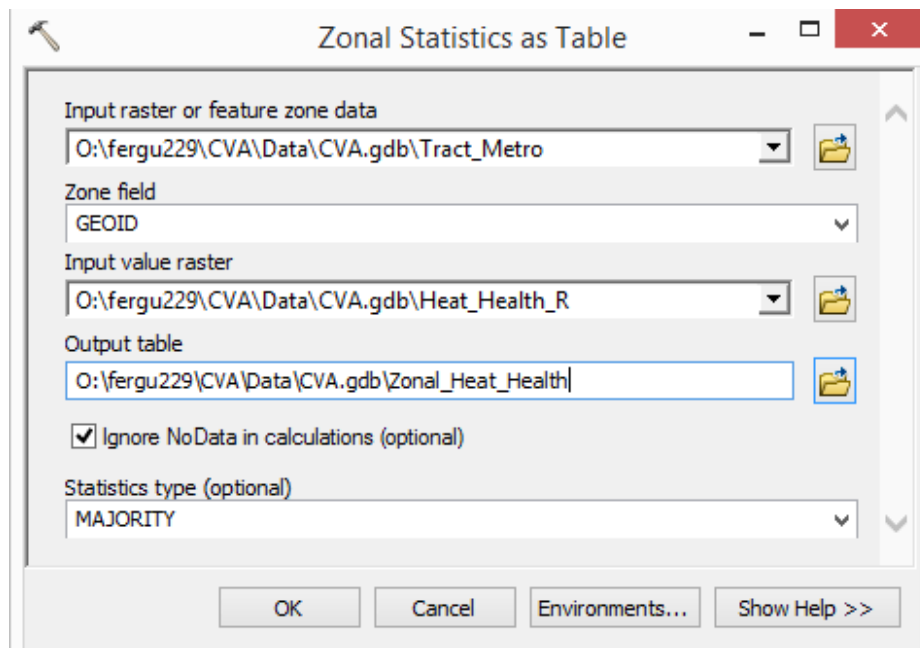 Zonal Statistics as Table
Input raster or feature zone data
O:\fergu229\CVA\Data\CVA.gdb\Tract_Metro
Zone field
GEOID
Input value raster
O:\fergu229\CVA\Data\CVA.gdb\Heat_Health_R
Output table
O:\fergu229\CVA\Data\CVA.gdb\Zonal_Heat_Health
Ignore NoData in calculations (optional)
Statistics type (optional)
MAJORITY
OK Cancel Environments... Show Help >>